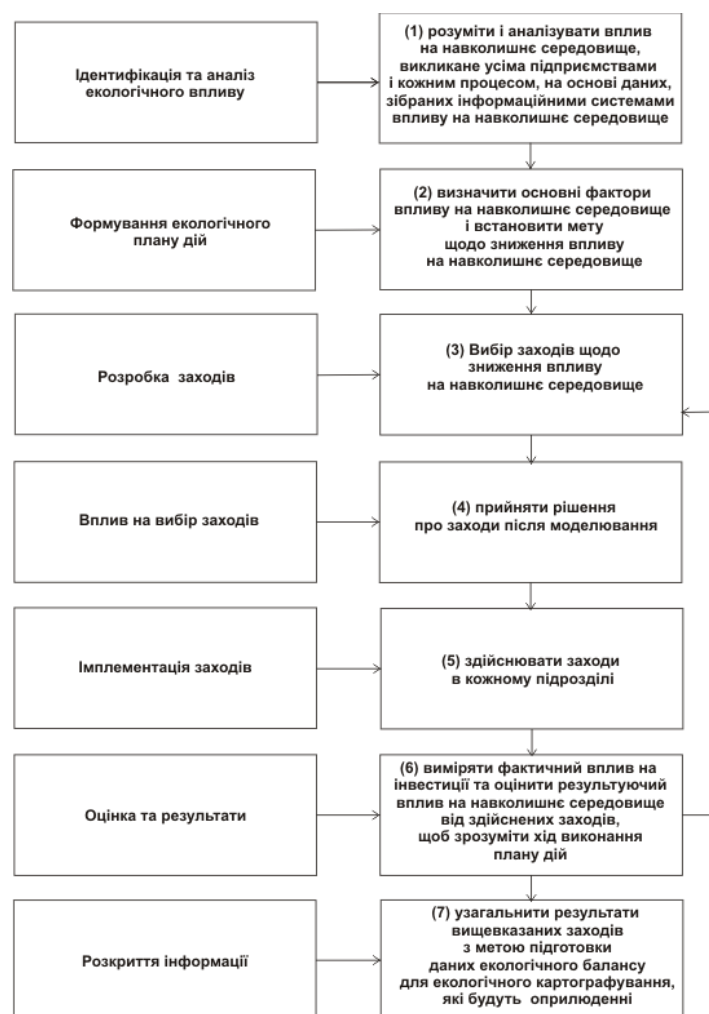 Ідентифікація та аналіз
екологічного впливу
(1) розуміти і аналізувати вплив
на навколишнє середовище,
викликане усіма підприємствами
і кожним процесом, на основі даних,
зібраних інформаційними системами
впливу на навколишнє середовище
Формування екологічного
плану дій
(2) визначити основні фактори
впливу на навколишнє середовище
і встановити мету
щодо зниження впливу
на навколишнє середовище
Розробка заходів
(3) Вибір заходів щодо
зниження впливу
на навколишнє середовище
Вплив на вибір заходів
(4) прийняти рішення
про заходи після моделювання
Імплементація заходів
(5) здійснювати заходи
в кожному підрозділі
Оцінка та результати
(6) виміряти фактичний вплив на
інвестиції та оцінити результуючий
вплив на навколишнє середовище
від здійснених заходів,
щоб зрозуміти хід виконання
плану дій
Розкриття інформації
(7) узагальнити результати
вищевказаних заходів
з метою підготовки
даних екологічного балансу
для екологічного картографування,
які будуть оприлюденні